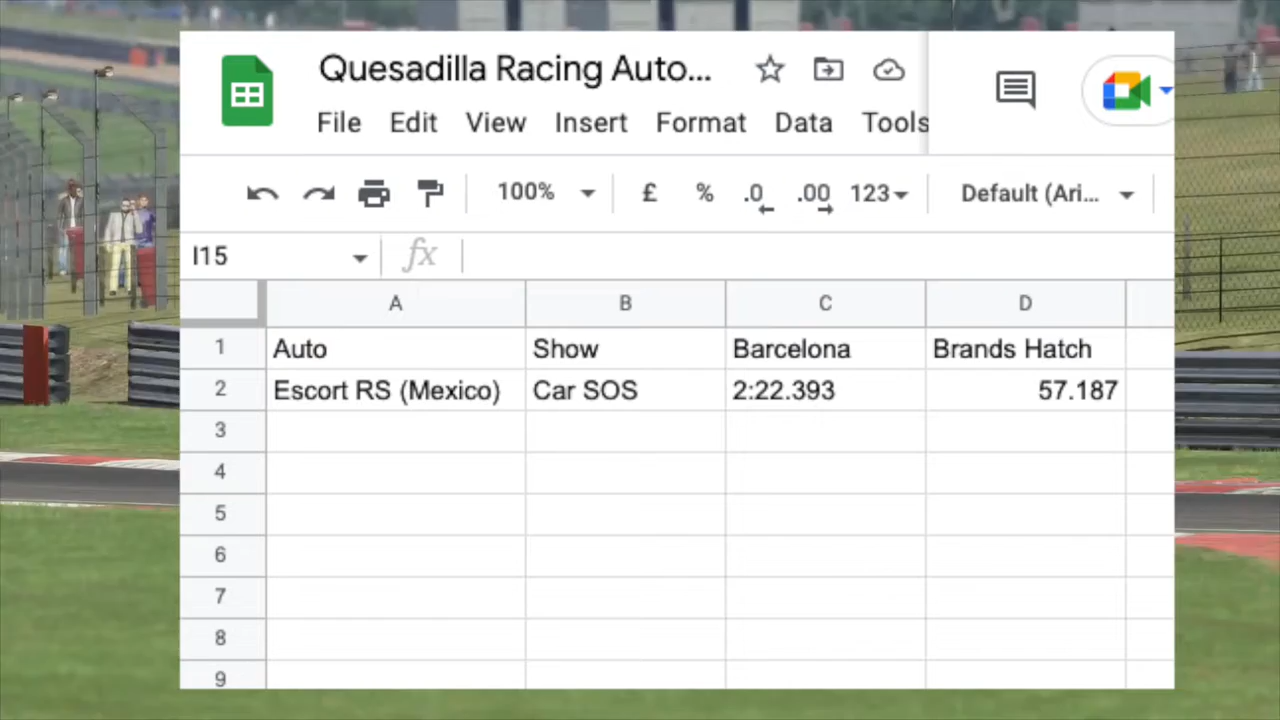 Quesadilla Racing Auto...
File Edit View Insert Format Data Tools
100% £ % .0 .00 123 Default (Ari...
I15 fx
A B C D
1 Auto Show Barcelona Brands Hatch
2 Escort RS (Mexico) Car SOS 2:22.393 57.187
3
4
5
6
7
8
9